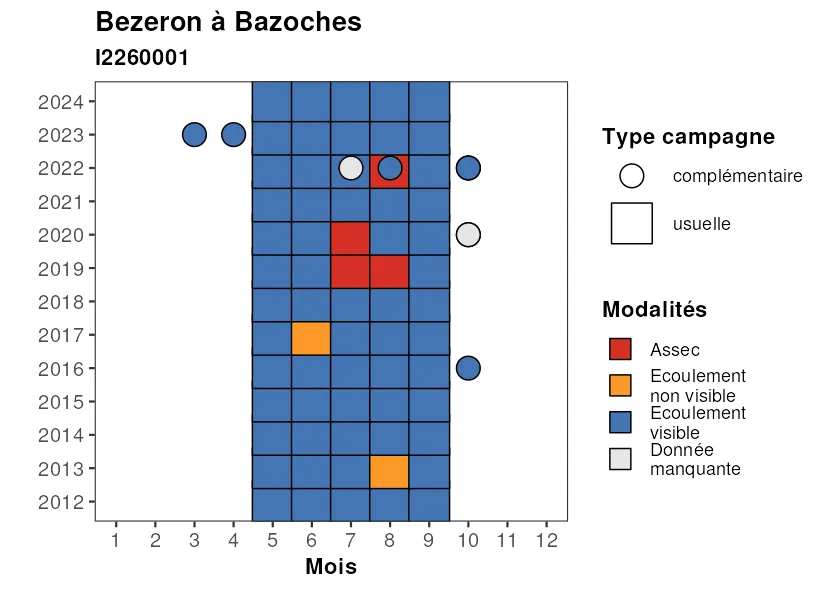 Bezeron à Bazoches
I2260001
2024
2023
2022
2021
2020
2019
2018
2017
2016
2015
2014
2013
2012
1 2 3 4 5 6 7 8 9 10 11 12
Mois
Type campagne
complémentaire
usuelle
Modalités
Assec
Ecoulement
non visible
Ecoulement
visible
Donnée
manquante